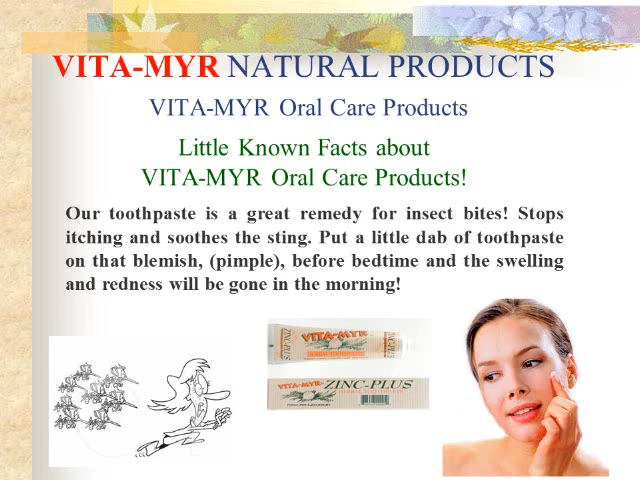 VITA-MYR NATURAL PRODUCTS
VITA-MYR Oral Care Products
Little Known Facts about
VITA-MYR Oral Care Products!
Our toothpaste is a great remedy for insect bites! Stops
itching and soothes the sting. Put a little dab of toothpaste
on that blemish, (pimple), before bedtime and the swelling
and redness will be gone in the morning!
ZINC-PLUS
VITA-MYR
VITA-MYR ZINC-PLUS